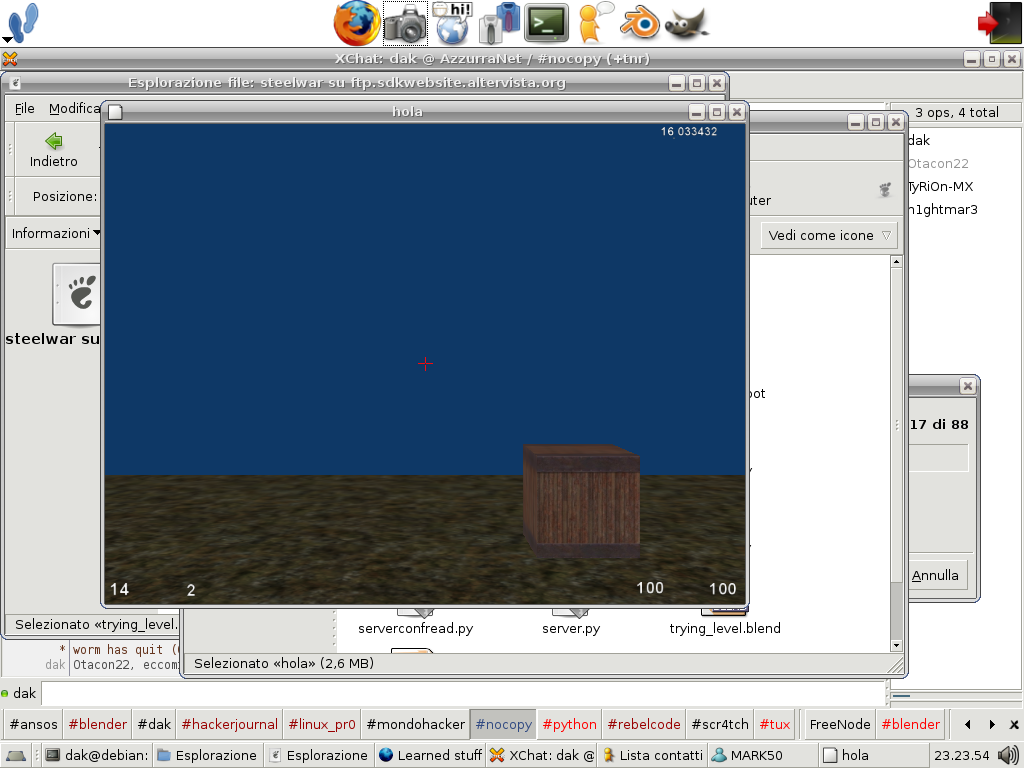 hi!
XChat: dak @ AzzurraNet / #nocopy (+tnr)
Esplorazione file: steelwar su ftp.sdkwebsite.altervista.org
File Modifica
hola
3 ops, 4 total
16 033432
dak
Otacon22
TyRiOn-MX
n1ghtmar3
Indietro
Posizione:
Informazioni
Vedi come icone
steelwar su
17 di 88
Annulla
14 2 100 100
serverconfread.py server.py trying_level.blend
Selezionato «trying_level.
Selezionato «hola» (2,6 MB)
* worm has quit
dak Otacon22,
dak
#ansos #blender #dak #hackerjournal #linux_pr0 #mondohacker #nocopy #python #rebelcode #scr4tch #tux FreeNode #blender
dak@debian: Esplorazione Esplorazione Learned stuff XChat: dak @ Lista contatti MARK50 hola 23.23.54